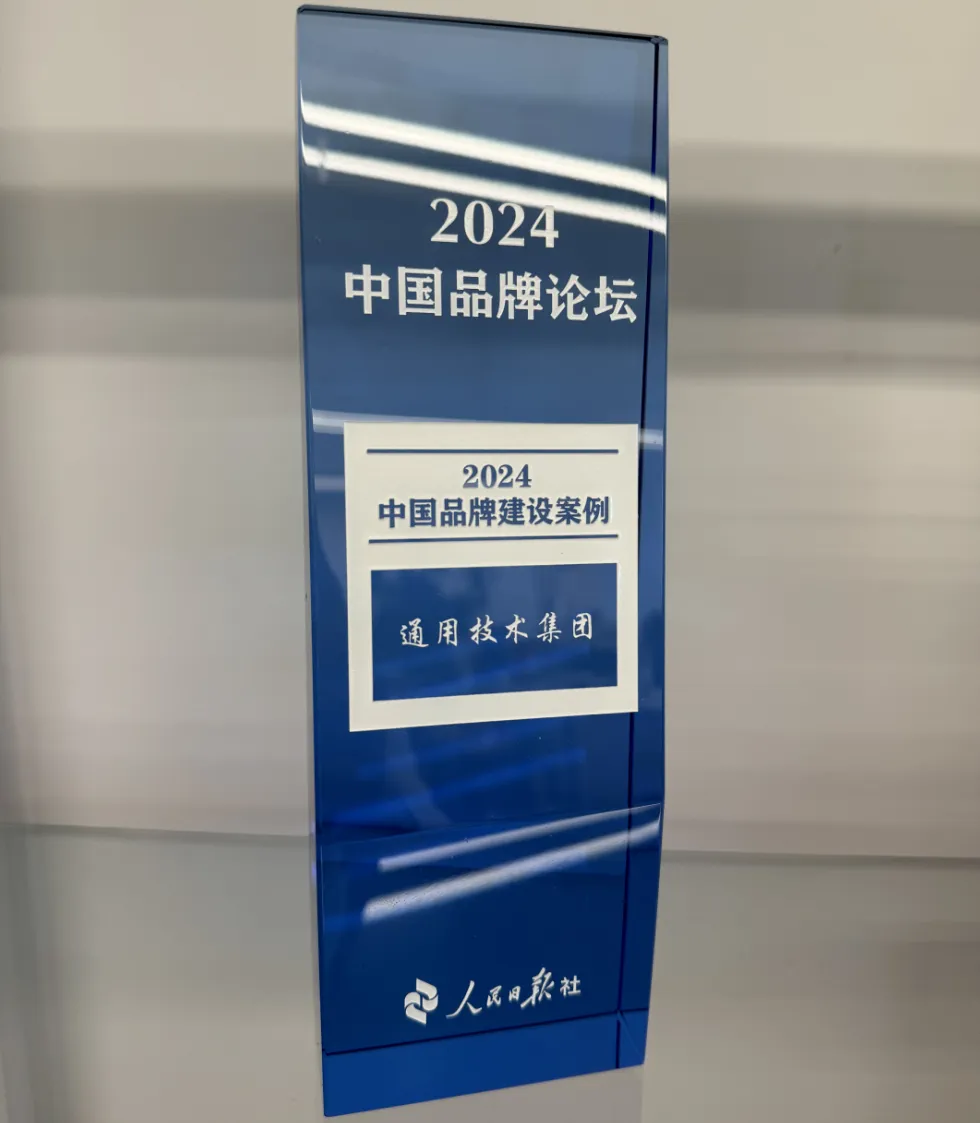 2024
中国品牌论坛
2024
中国品牌建设案例
通用技术集团
人民日报社